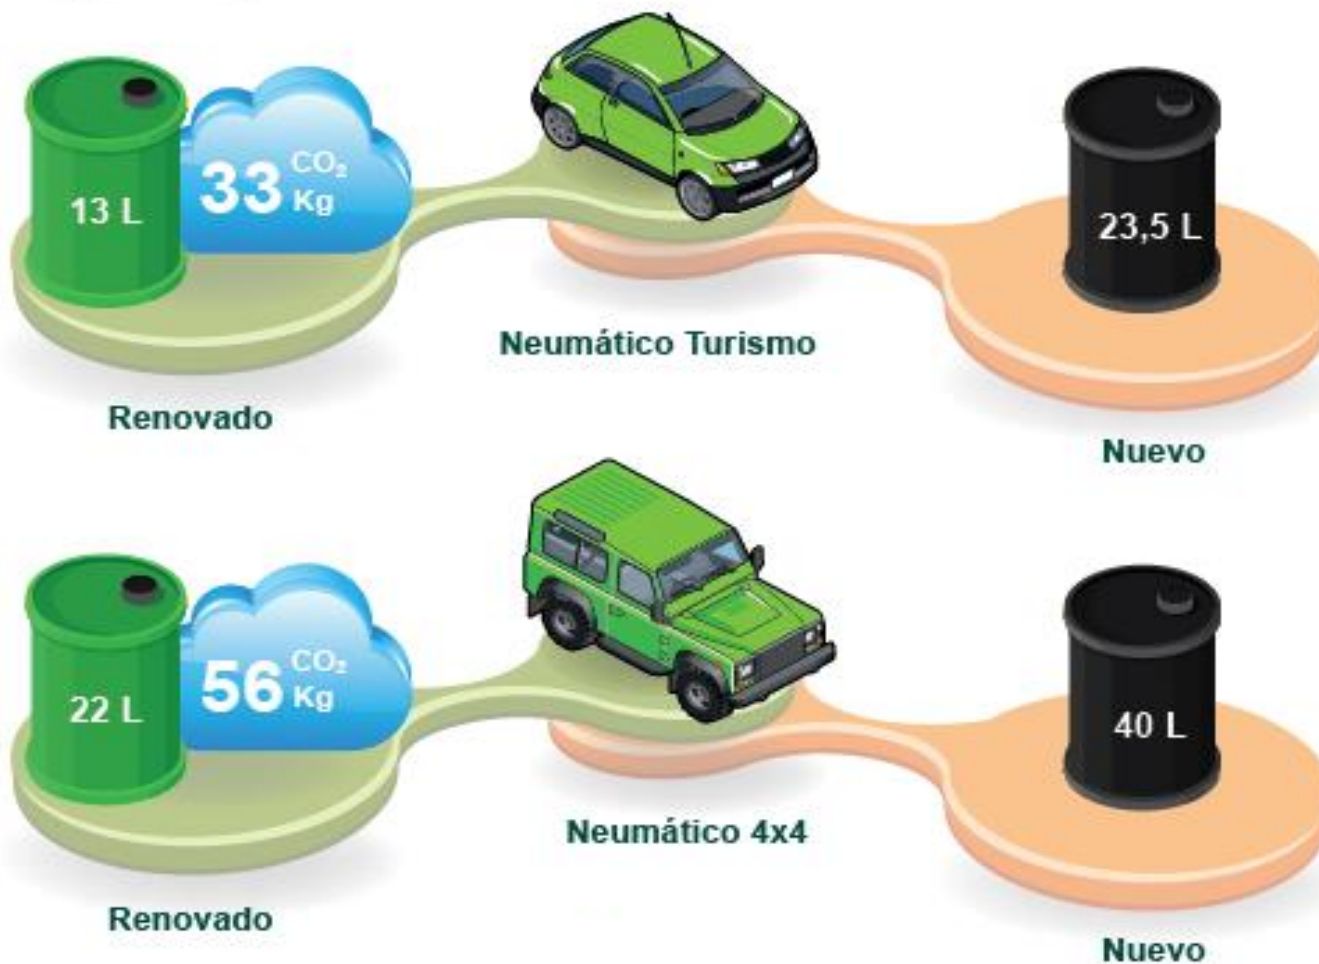 13 L
33 CO₂ Kg
23,5 L
Neumático Turismo
Renovado
Nuevo
22 L
56 CO₂ Kg
40 L
Neumático 4x4
Renovado
Nuevo